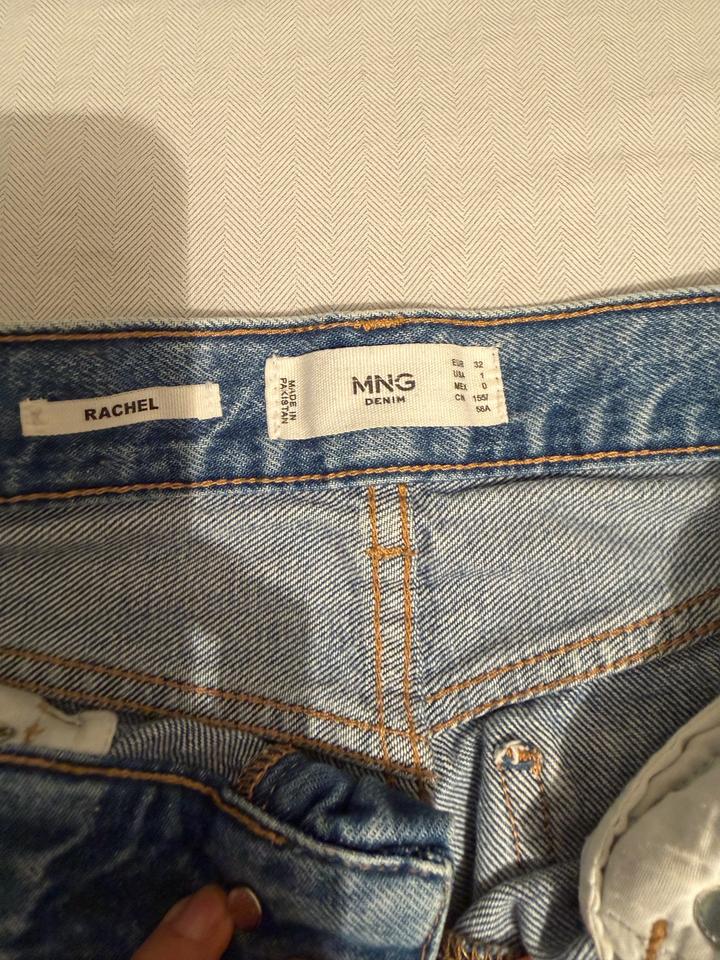 RACHEL
MADE IN
PAKISTAN
MNG
DENIM
EUR 32
USA 1
MEX 0
CN 155/
58A